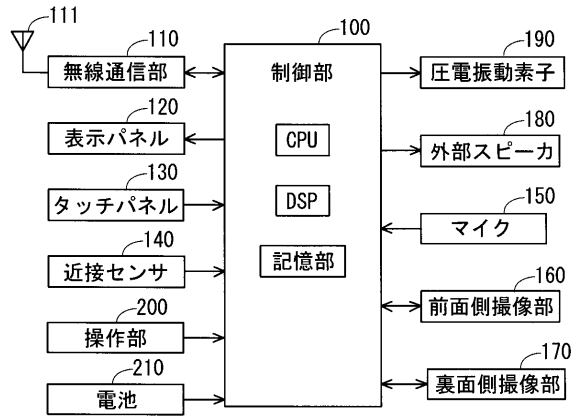 111
110
無線通信部
120
表示パネル
130
タッチパネル
140
近接センサ
200
操作部
210
電池
100
制御部
CPU
DSP
記憶部
190
圧電振動素子
180
外部スピーカ
150
マイク
160
前面側撮像部
170
裏面側撮像部